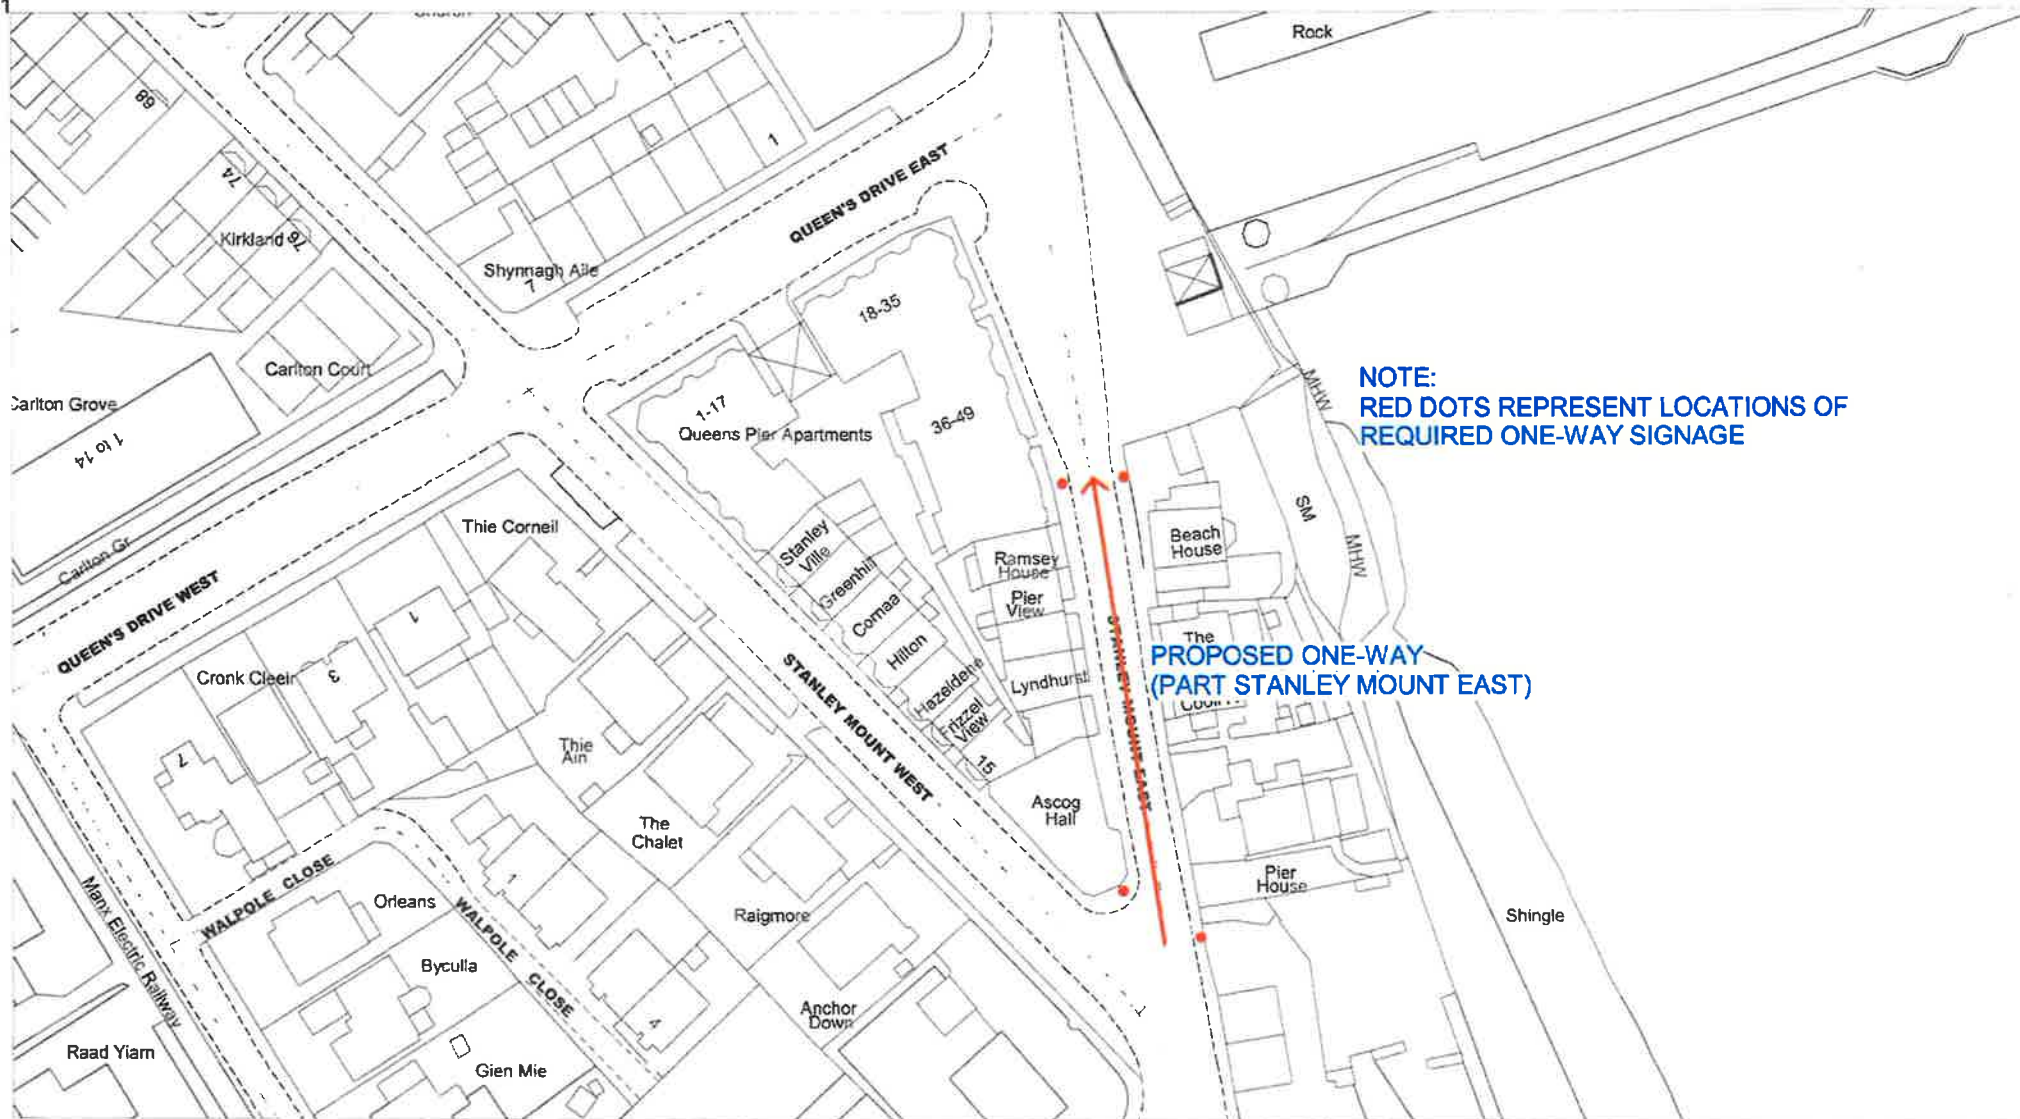 Rock
68
74
76
Kirkland
1
QUEEN'S DRIVE EAST
Shynnagh Aile
7
18-35
Carlton Court
Carlton Grove
1 to 14
1-17
Queens Pier Apartments
36-49
MHW
NOTE:
RED DOTS REPRESENT LOCATIONS OF
REQUIRED ONE-WAY SIGNAGE
Carlton Gr
Thie Corneil
SM
MHW
Stanley
Ville
Greenhill
Cornaa
Hilton
Hazeldene
Frizzel
View
15
Ramsey
House
Pier
View
Lyndhurst
Beach
House
The
PROPOSED ONE-WAY
(PART STANLEY MOUNT EAST)
STANLEY MOUNT EAST
QUEEN'S DRIVE WEST
Cronk Cleeir
1
3
7
STANLEY MOUNT WEST
Thie
Ain
The
Chalet
Ascog
Hall
Pier
House
Shingle
WALPOLE CLOSE
Manx Electric Railway
Orleans
1
WALPOLE CLOSE
Raigmore
Byculla
Anchor
Down
4
Raad Yiarn
Glen Mie